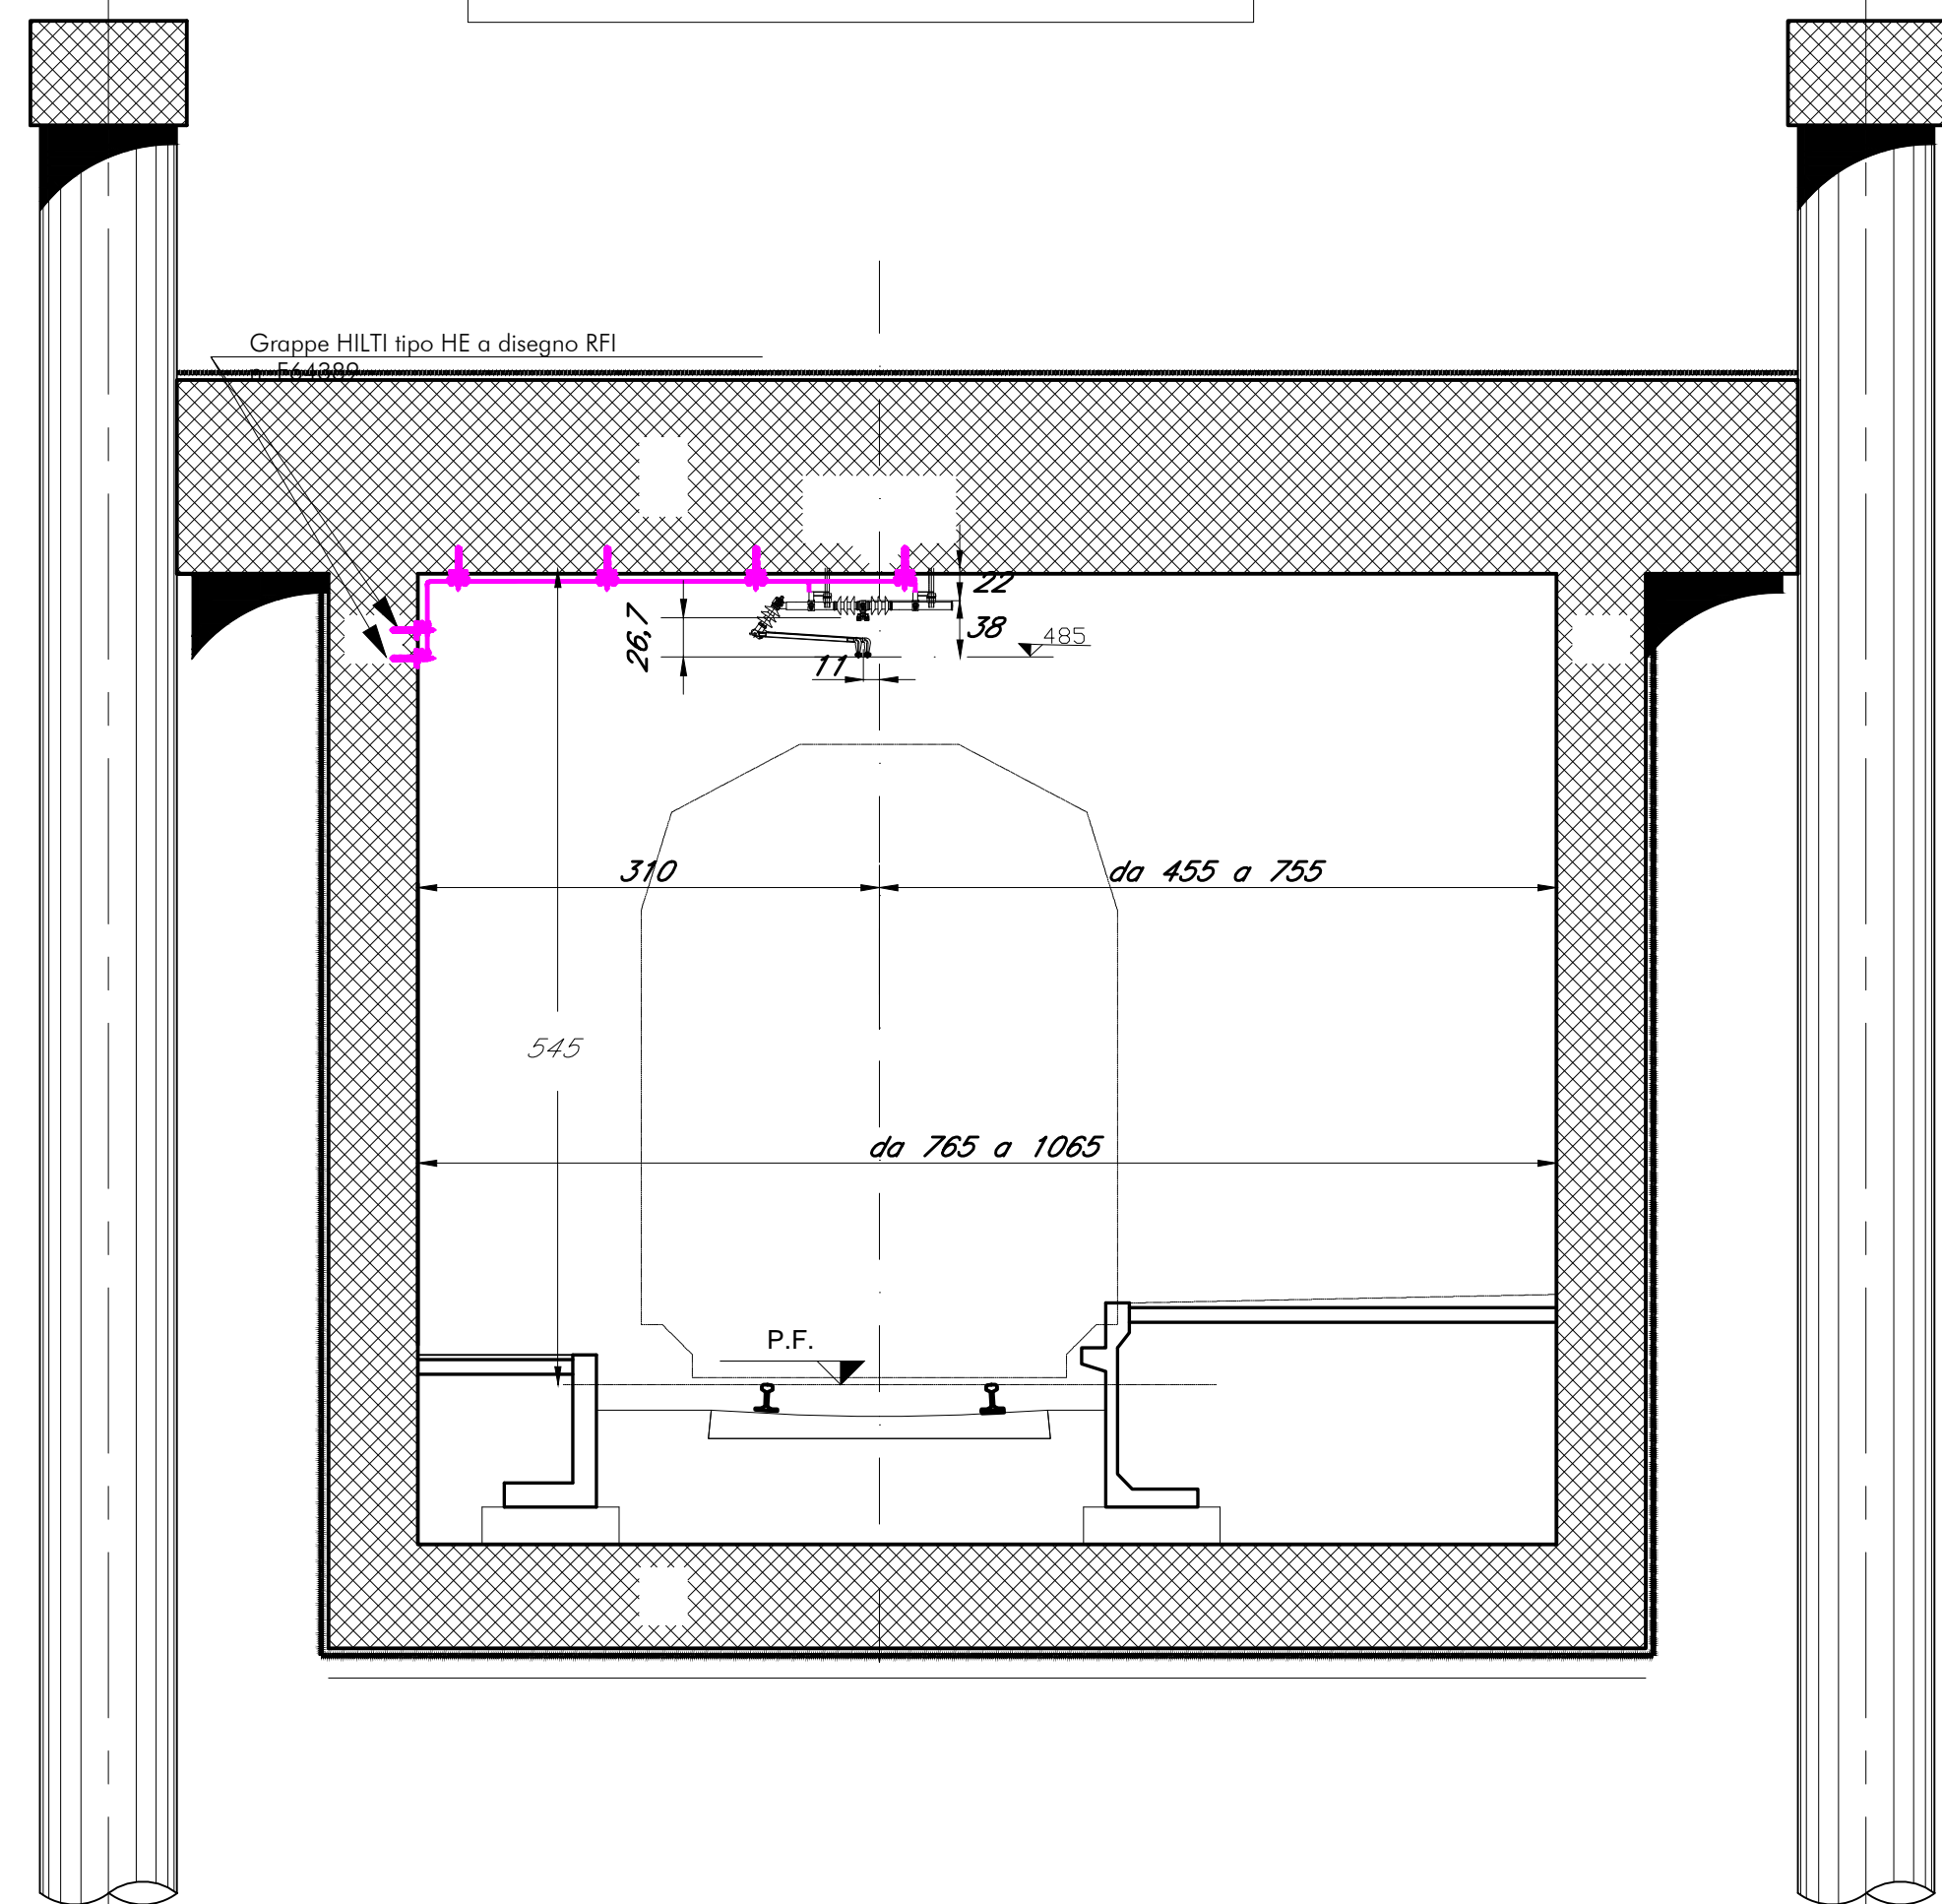 Grappe HILTI tipo HE a disegno RFI
n. F64389
22
26,7
38
485
11
310
da 455 a 755
545
da 765 a 1065
P.F.